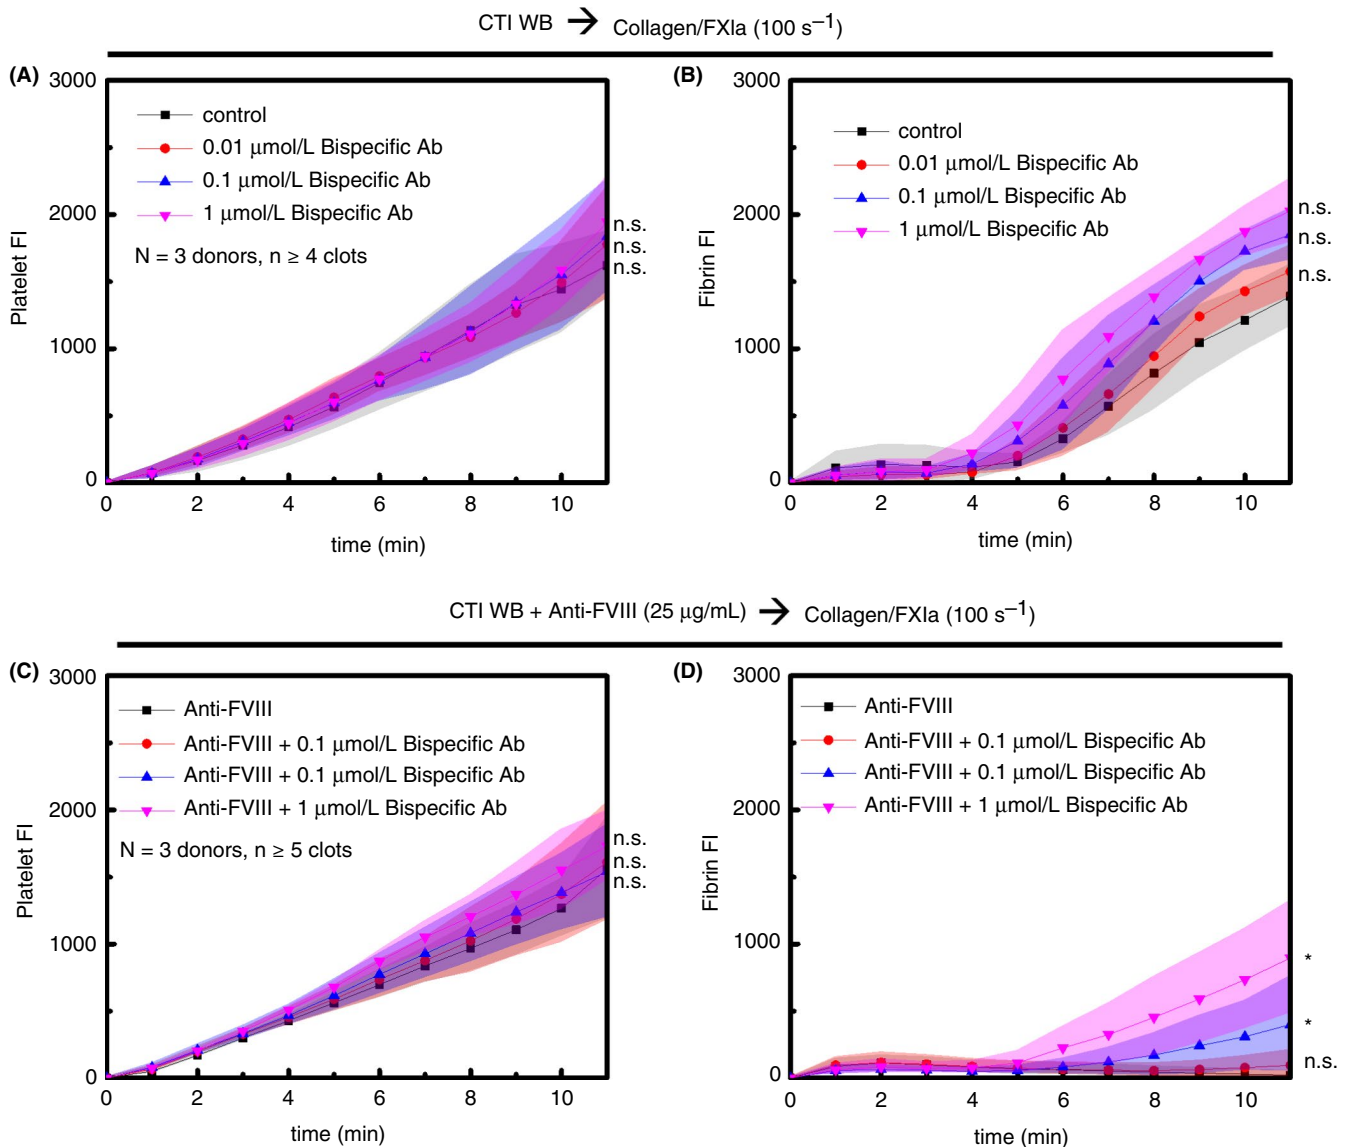 CTI WB → Collagen/FXIa (100 s−1)
(A)
3000
2000
1000
0
Platelet FI
control
0.01 μmol/L Bispecific Ab
0.1 μmol/L Bispecific Ab
1 μmol/L Bispecific Ab
N = 3 donors, n ≥ 4 clots
n.s.
n.s.
n.s.
0 2 4 6 8 10
time (min)
(B)
3000
2000
1000
0
Fibrin FI
control
0.01 μmol/L Bispecific Ab
0.1 μmol/L Bispecific Ab
1 μmol/L Bispecific Ab
n.s.
n.s.
n.s.
0 2 4 6 8 10
time (min)
CTI WB + Anti-FVIII (25 μg/mL) → Collagen/FXIa (100 s−1)
(C)
3000
2000
1000
0
Platelet FI
Anti-FVIII
Anti-FVIII + 0.1 μmol/L Bispecific Ab
Anti-FVIII + 0.1 μmol/L Bispecific Ab
Anti-FVIII + 1 μmol/L Bispecific Ab
N = 3 donors, n ≥ 5 clots
n.s.
n.s.
n.s.
0 2 4 6 8 10
time (min)
(D)
3000
2000
1000
0
Fibrin FI
Anti-FVIII
Anti-FVIII + 0.1 μmol/L Bispecific Ab
Anti-FVIII + 0.1 μmol/L Bispecific Ab
Anti-FVIII + 1 μmol/L Bispecific Ab
*
*
n.s.
0 2 4 6 8 10
time (min)